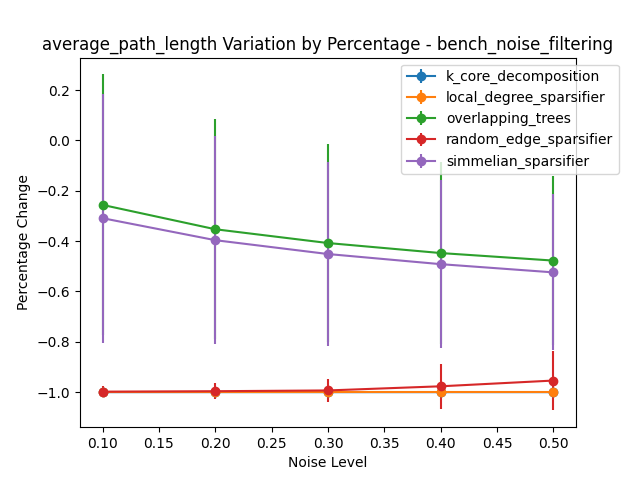 average_path_length Variation by Percentage - bench_noise_filtering
k_core_decomposition
local_degree_sparsifier
overlapping_trees
random_edge_sparsifier
simmelian_sparsifier
Percentage Change
0.2
0.0
−0.2
−0.4
−0.6
−0.8
−1.0
0.10 0.15 0.20 0.25 0.30 0.35 0.40 0.45 0.50
Noise Level